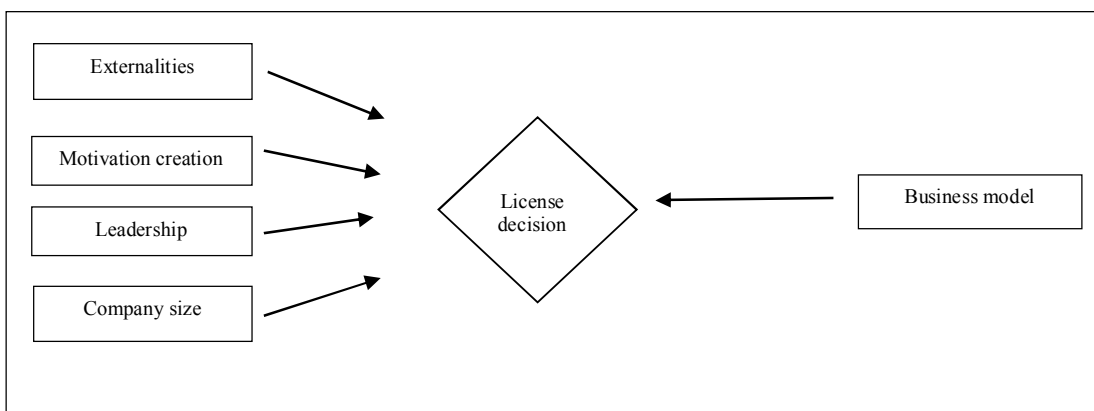 Externalities
Motivation creation
Leadership
Company size
License
decision
Business model